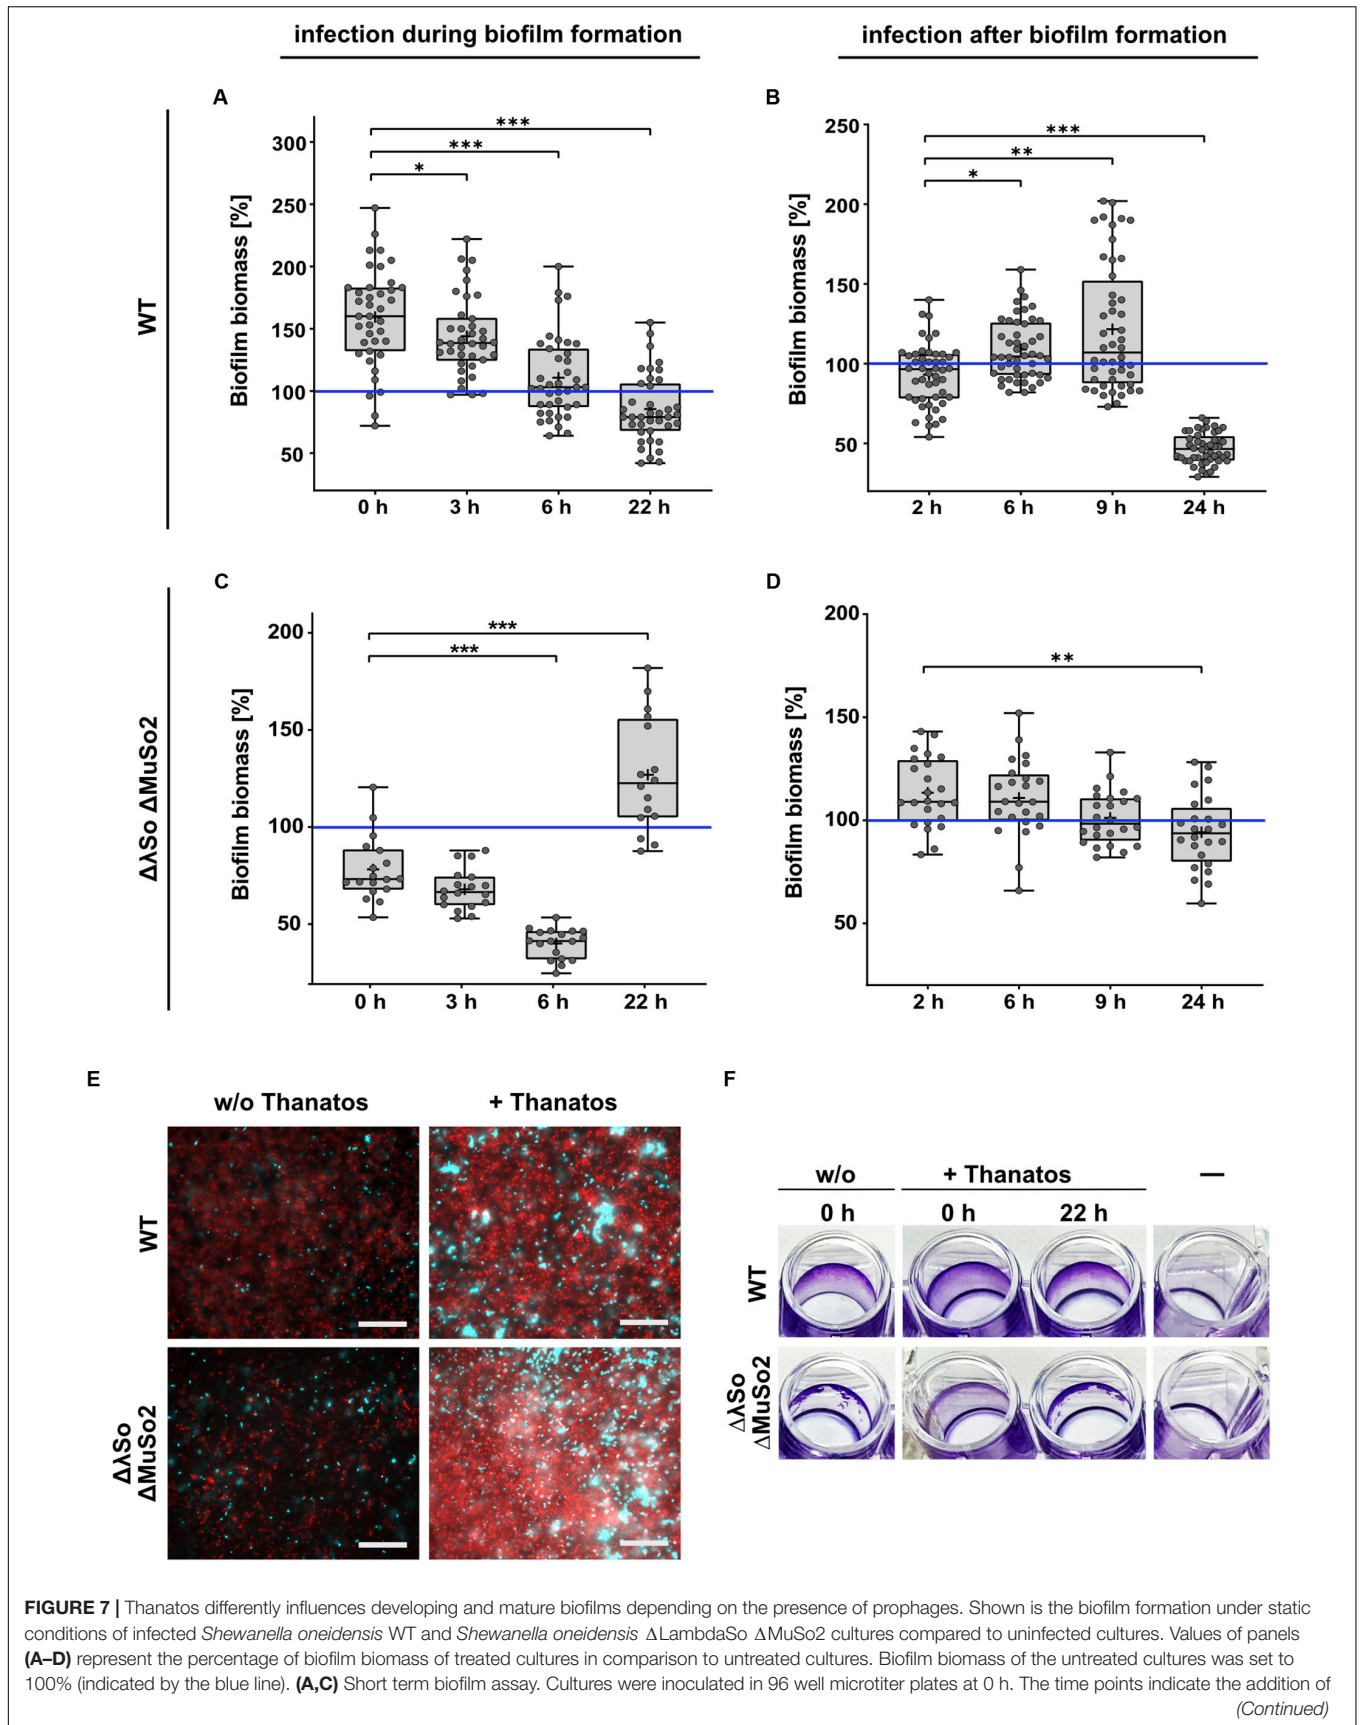 infection during biofilm formation
infection after biofilm formation
A
WT
Biofilm biomass [%]
300
250
200
150
100
50
***
***
*
0 h 3 h 6 h 22 h
B
Biofilm biomass [%]
250
200
150
100
50
***
**
*
2 h 6 h 9 h 24 h
C
ΔλSo ΔMuSo2
Biofilm biomass [%]
200
150
100
50
***
***
0 h 3 h 6 h 22 h
D
Biofilm biomass [%]
200
150
100
50
**
2 h 6 h 9 h 24 h
E
w/o Thanatos + Thanatos
WT
ΔλSo
ΔMuSo2
F
w/o + Thanatos —
0 h 0 h 22 h
WT
ΔλSo
ΔMuSo2
FIGURE 7 | Thanatos differently influences developing and mature biofilms depending on the presence of prophages. Shown is the biofilm formation under static
conditions of infected Shewanella oneidensis WT and Shewanella oneidensis ΔLambdaSo ΔMuSo2 cultures compared to uninfected cultures. Values of panels
(A–D) represent the percentage of biofilm biomass of treated cultures in comparison to untreated cultures. Biofilm biomass of the untreated cultures was set to
100% (indicated by the blue line). (A,C) Short term biofilm assay. Cultures were inoculated in 96 well microtiter plates at 0 h. The time points indicate the addition of
(Continued)